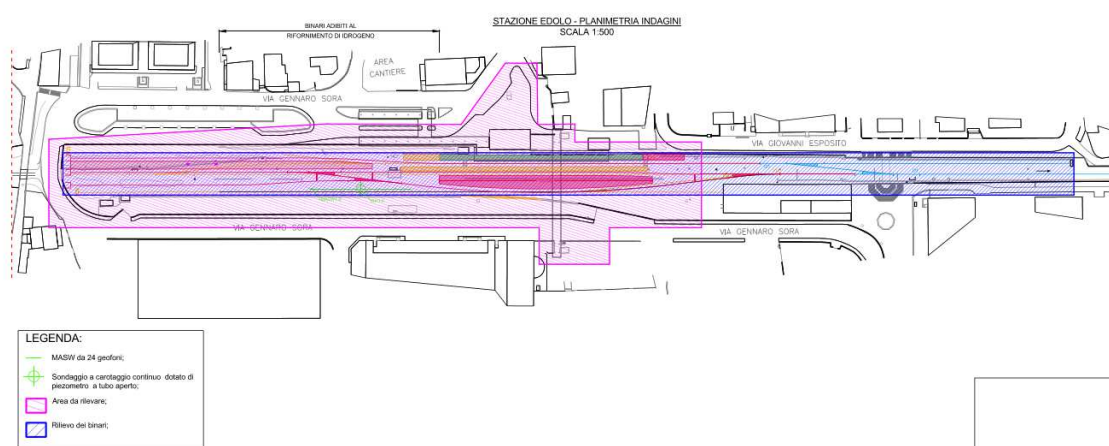 STAZIONE EDOLO - PLANIMETRIA INDAGINI
SCALA 1:500
BINARI ADIBITI AL
RIFORNIMENTO DI IDROGENO
AREA
CANTIERE
VIA GENNARO SORA
VIA GIOVANNI ESPOSITO
VIA GENNARO SORA
VIA GENNARO SORA
LEGENDA:
MASW da 24 geofoni;
Sondaggio a carotaggio continuo dotato di
piezometro a tubo aperto;
Area da rilevare;
Rilievo dei binari;